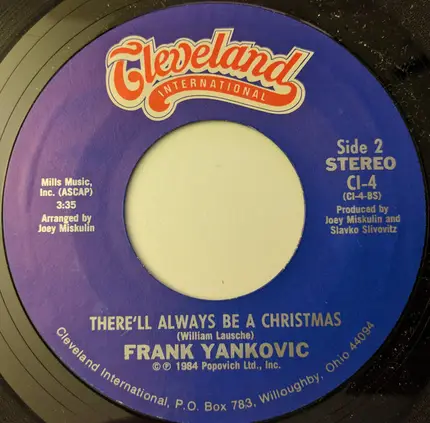 Cleveland
INTERNATIONAL
Mills Music,
Inc. (ASCAP)
3:35
Arranged by
Joey Miskulin
Side 2
STEREO
CI-4
(CI-4-BS)
Produced by
Joey Miskulin and
Slavko Slivovitz
THERE'LL ALWAYS BE A CHRISTMAS
(William Lausche)
FRANK YANKOVIC
©℗ 1984 Popovich Ltd., Inc.
Cleveland International, P.O. Box 783, Willoughby, Ohio 44094